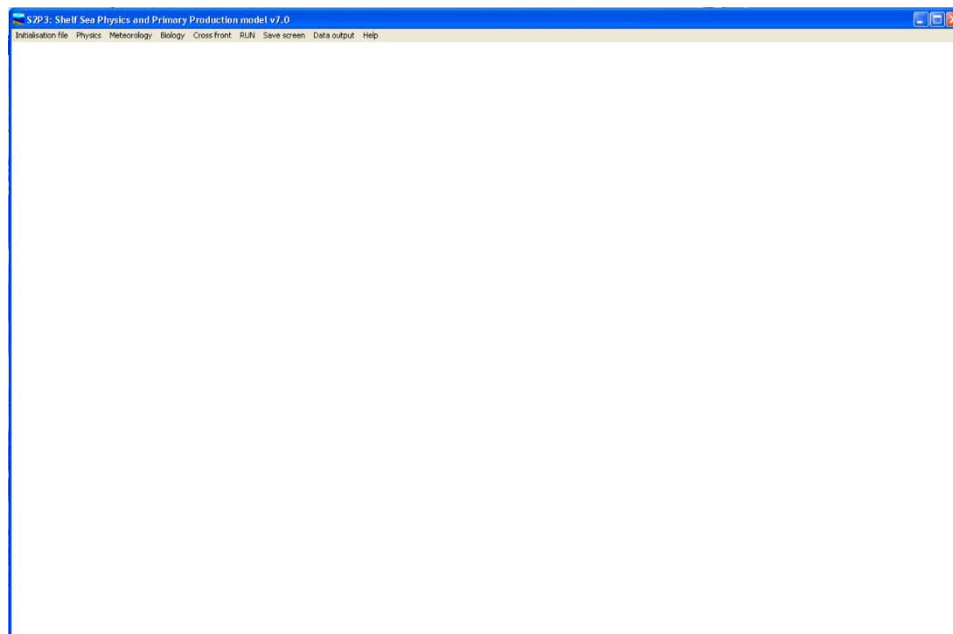 S2P3: Shelf Sea Physics and Primary Production model v7.0
Initialisation file Physics Meteorology Biology Cross front RUN Save screen Data output Help